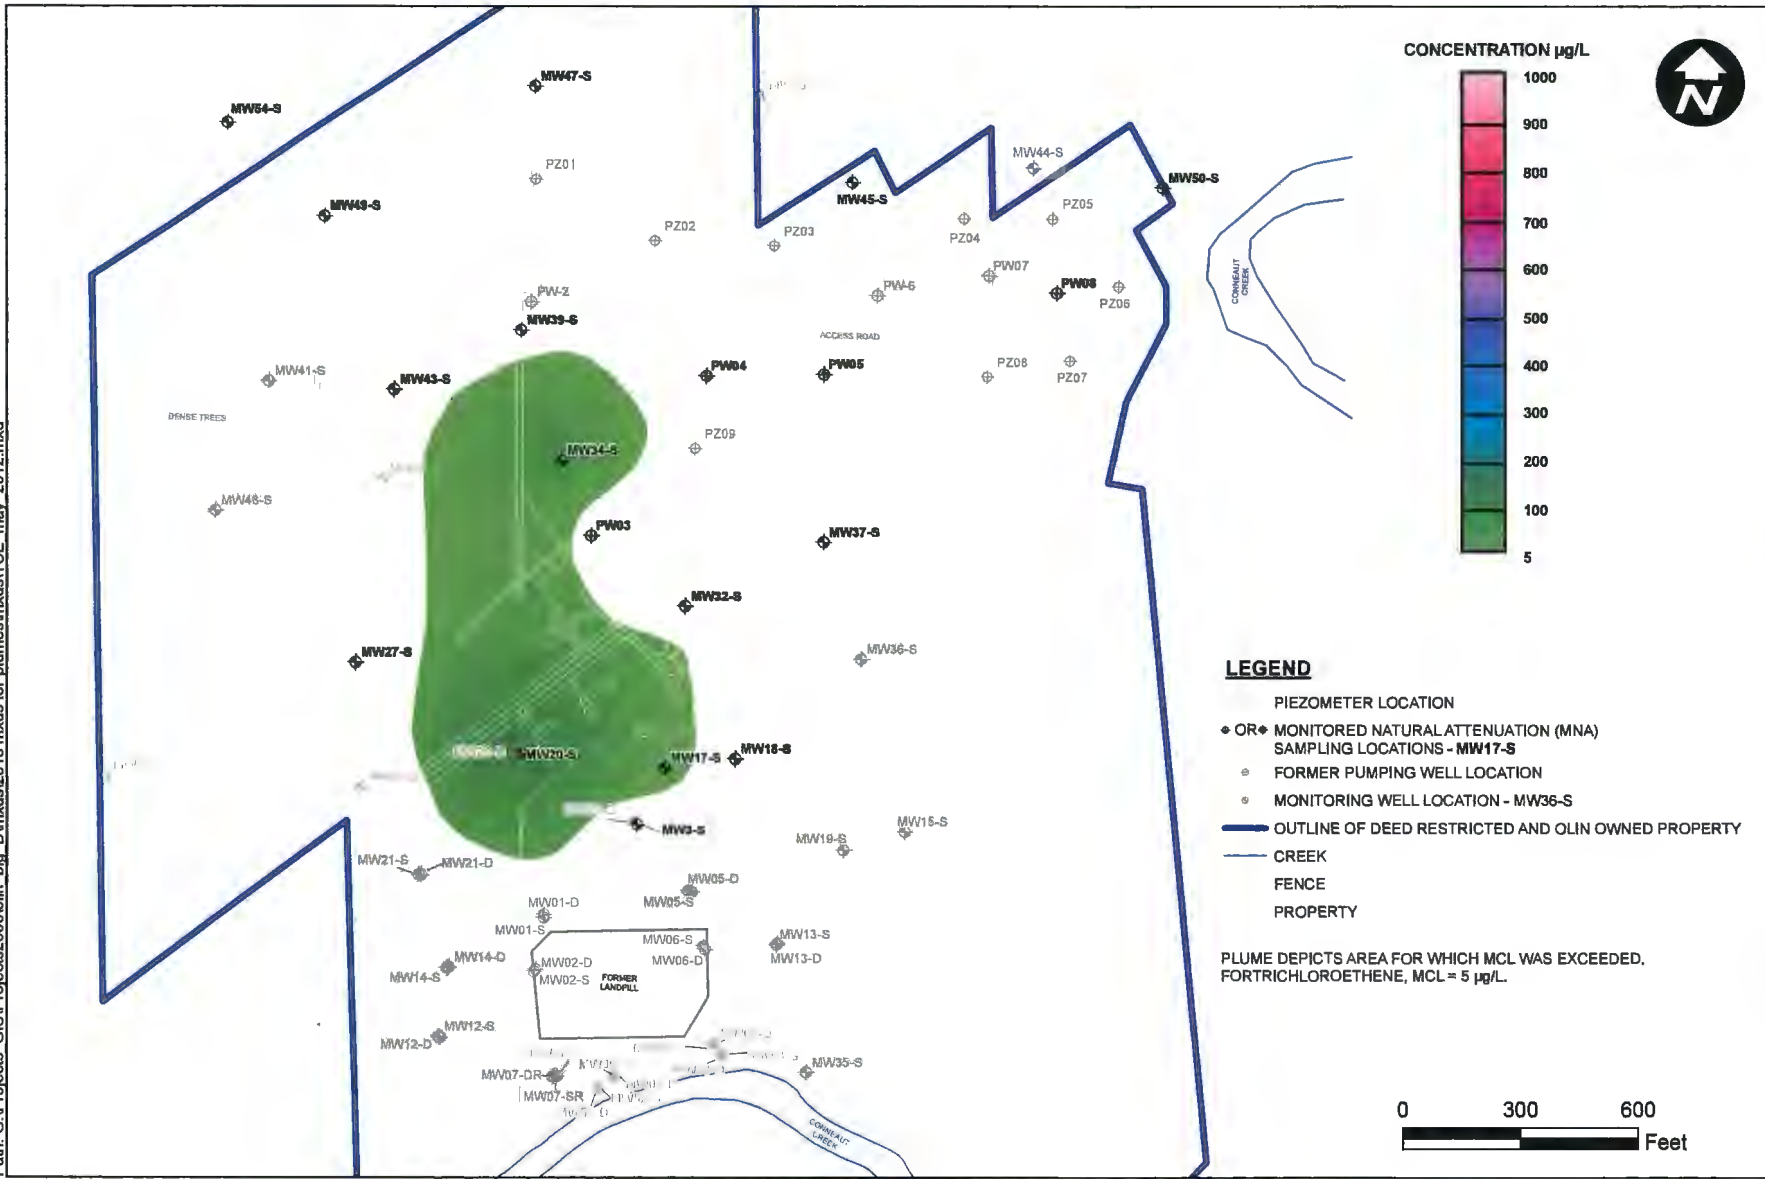 CONCENTRATION µg/L
1000
900
800
700
600
500
400
300
200
100
5
N
MW47-S
MW54-S
PZ01
MW49-S
PZ02
PZ03
MW45-S
MW44-S
MW50-S
PZ05
PZ04
PW07
PW-6
PW08
PZ06
CONNEAUT
CREEK
PW-2
MW39-S
ACCESS ROAD
MW41-S
MW43-S
PW04
PW05
PZ08
PZ07
DENSE TREES
PZ09
MW34-S
MW48-S
PW03
MW37-S
MW32-S
MW27-S
MW36-S
MW20-S
MW17-S
MW18-S
MW3-S
MW19-S
MW15-S
MW21-S
MW21-D
MW05-D
MW05-S
MW01-D
MW01-S
MW06-S
MW06-D
MW13-S
MW13-D
MW14-D
MW14-S
MW02-D
MW02-S
FORMER
LANDFILL
MW12-S
MW12-D
MW07-DR
MW07-SR
MW35-S
CONNEAUT
CREEK
LEGEND
PIEZOMETER LOCATION
OR MONITORED NATURAL ATTENUATION (MNA)
SAMPLING LOCATIONS - MW17-S
FORMER PUMPING WELL LOCATION
MONITORING WELL LOCATION - MW36-S
OUTLINE OF DEED RESTRICTED AND OLIN OWNED PROPERTY
CREEK
FENCE
PROPERTY
PLUME DEPICTS AREA FOR WHICH MCL WAS EXCEEDED.
FORTRICHLOROETHENE, MCL = 5 µg/L.
0 300 600
Feet